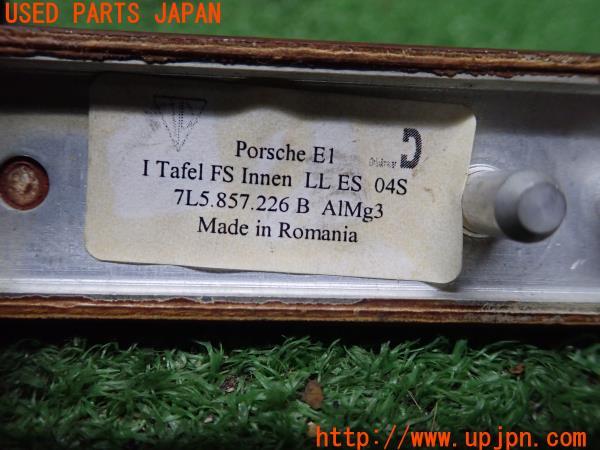 USED PARTS JAPAN
Porsche E1
I Tafel FS Innen LL ES 04S
7L5.857.226 B AlMg3
Made in Romania
http://www.upjpn.com/